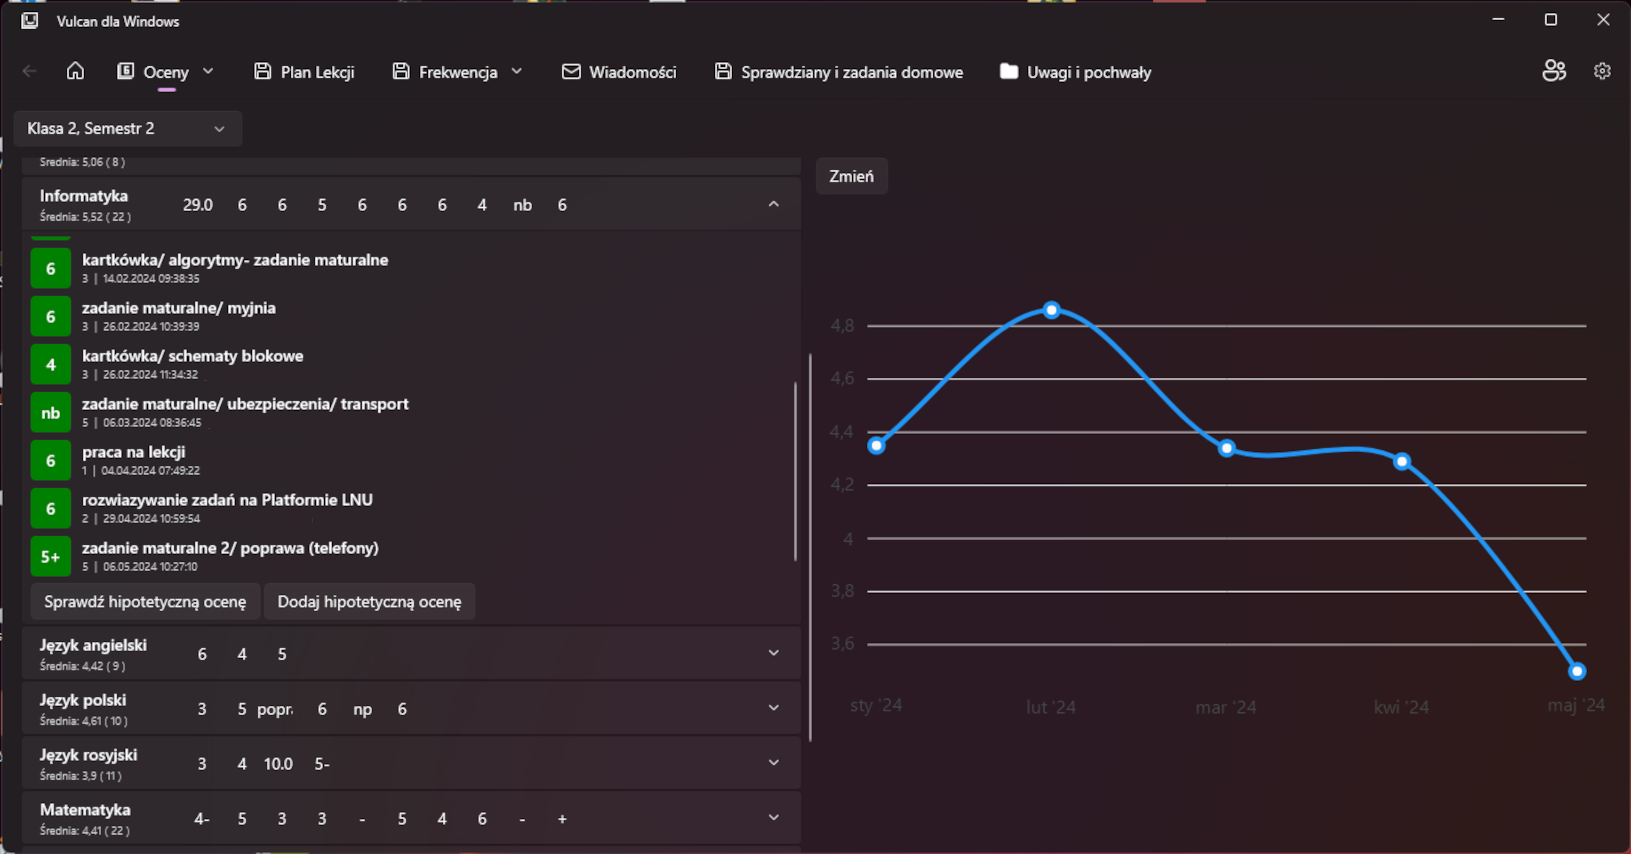 Vulcan dla Windows
Oceny
Plan Lekcji
Frekwencja
Wiadomości
Sprawdziany i zadania domowe
Uwagi i pochwały
Klasa 2, Semestr 2
Średnia: 5,06 ( 8 )
Zmień
Informatyka 29.0 6 6 5 6 6 6 4 nb 6
Średnia: 5,52 ( 22 )
6 kartkówka/ algorytmy- zadanie maturalne
3 | 14.02.2024 09:38:35
6 zadanie maturalne/ myjnia
3 | 26.02.2024 10:39:39
4 kartkówka/ schematy blokowe
3 | 26.02.2024 11:34:32
nb zadanie maturalne/ ubezpieczenia/ transport
5 | 06.03.2024 08:36:45
6 praca na lekcji
1 | 04.04.2024 07:49:22
6 rozwiazywanie zadań na Platformie LNU
2 | 29.04.2024 10:59:54
5+ zadanie maturalne 2/ poprawa (telefony)
5 | 06.05.2024 10:27:10
Sprawdź hipotetyczną ocenę
Dodaj hipotetyczną ocenę
Język angielski 6 4 5
Średnia: 4,42 ( 9 )
Język polski 3 5 popr. 6 np 6
Średnia: 4,61 ( 10 )
Język rosyjski 3 4 10.0 5-
Średnia: 3,9 ( 11 )
Matematyka 4- 5 3 3 - 5 4 6 - +
Średnia: 4,41 ( 22 )
4,8
4,6
4,4
4,2
4
3,8
3,6
sty '24
lut '24
mar '24
kwi '24
maj '24